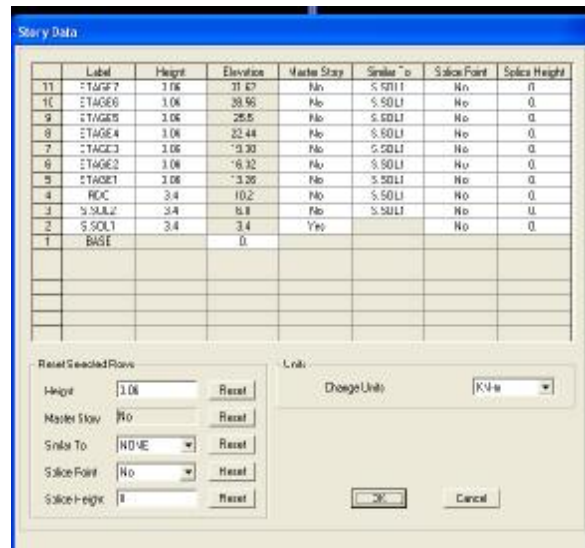 Story Data
Label Height Elevation Master Story Similar To Splice Point Splice Height
11 ETAGE7 3.06 31.62 No S.SOL1 No 0.
10 ETAGE6 3.06 28.56 No S.SOL1 No 0.
9 ETAGE5 3.06 25.5 No S.SOL1 No 0.
8 ETAGE4 3.06 22.44 No S.SOL1 No 0.
7 ETAGE3 3.06 No S.SOL1 No 0.
6 ETAGE2 3.06 16.32 No S.SOL1 No 0.
5 ETAGE1 3.06 13.26 No S.SOL1 No 0.
4 RDC 3.4 10.2 No S.SOL1 No 0.
3 S.SOL2 3.4 6.8 No S.SOL1 No 0.
2 S.SOL1 3.4 3.4 Yes No 0.
1 BASE 0.
Reset Selected Rows
Height 3.06 Reset
Master Story No Reset
Similar To NONE Reset
Splice Point No Reset
Splice Height 0 Reset
Units
Change Units KN-m
OK Cancel